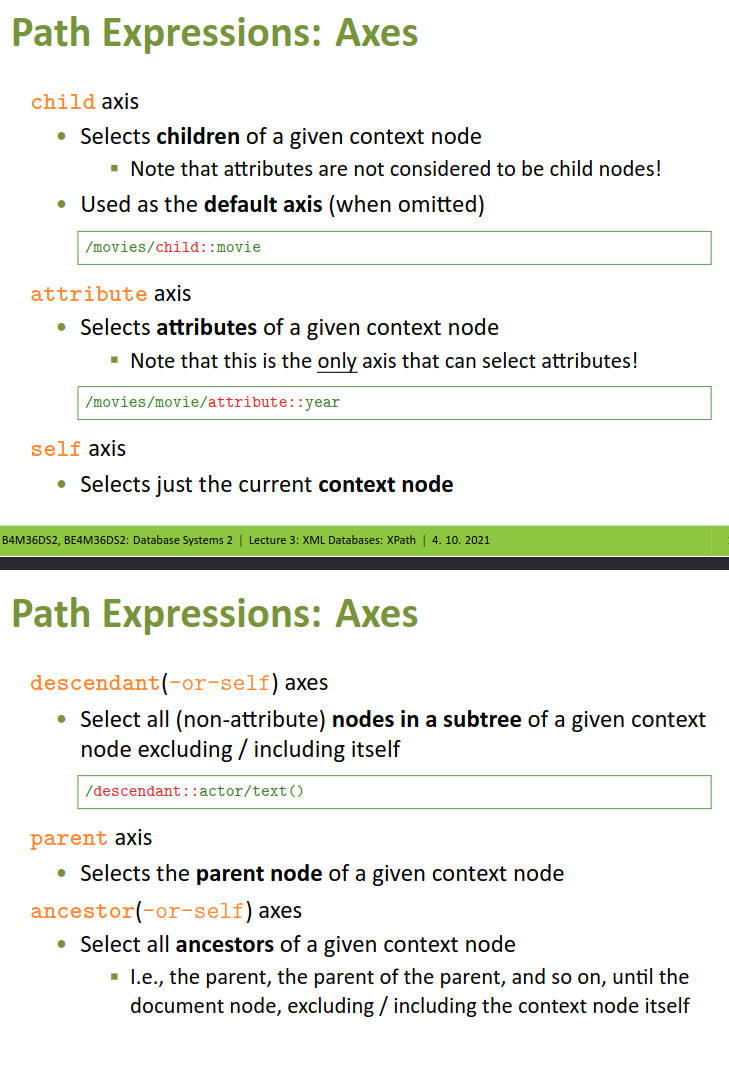 Path Expressions: Axes
child axis
• Selects children of a given context node
▪ Note that attributes are not considered to be child nodes!
• Used as the default axis (when omitted)
/movies/child::movie
attribute axis
• Selects attributes of a given context node
▪ Note that this is the only axis that can select attributes!
/movies/movie/attribute::year
self axis
• Selects just the current context node
B4M36DS2, BE4M36DS2: Database Systems 2 | Lecture 3: XML Databases: XPath | 4. 10. 2021
Path Expressions: Axes
descendant(-or-self) axes
• Select all (non-attribute) nodes in a subtree of a given context
node excluding / including itself
/descendant::actor/text()
parent axis
• Selects the parent node of a given context node
ancestor(-or-self) axes
• Select all ancestors of a given context node
▪ I.e., the parent, the parent of the parent, and so on, until the
document node, excluding / including the context node itself